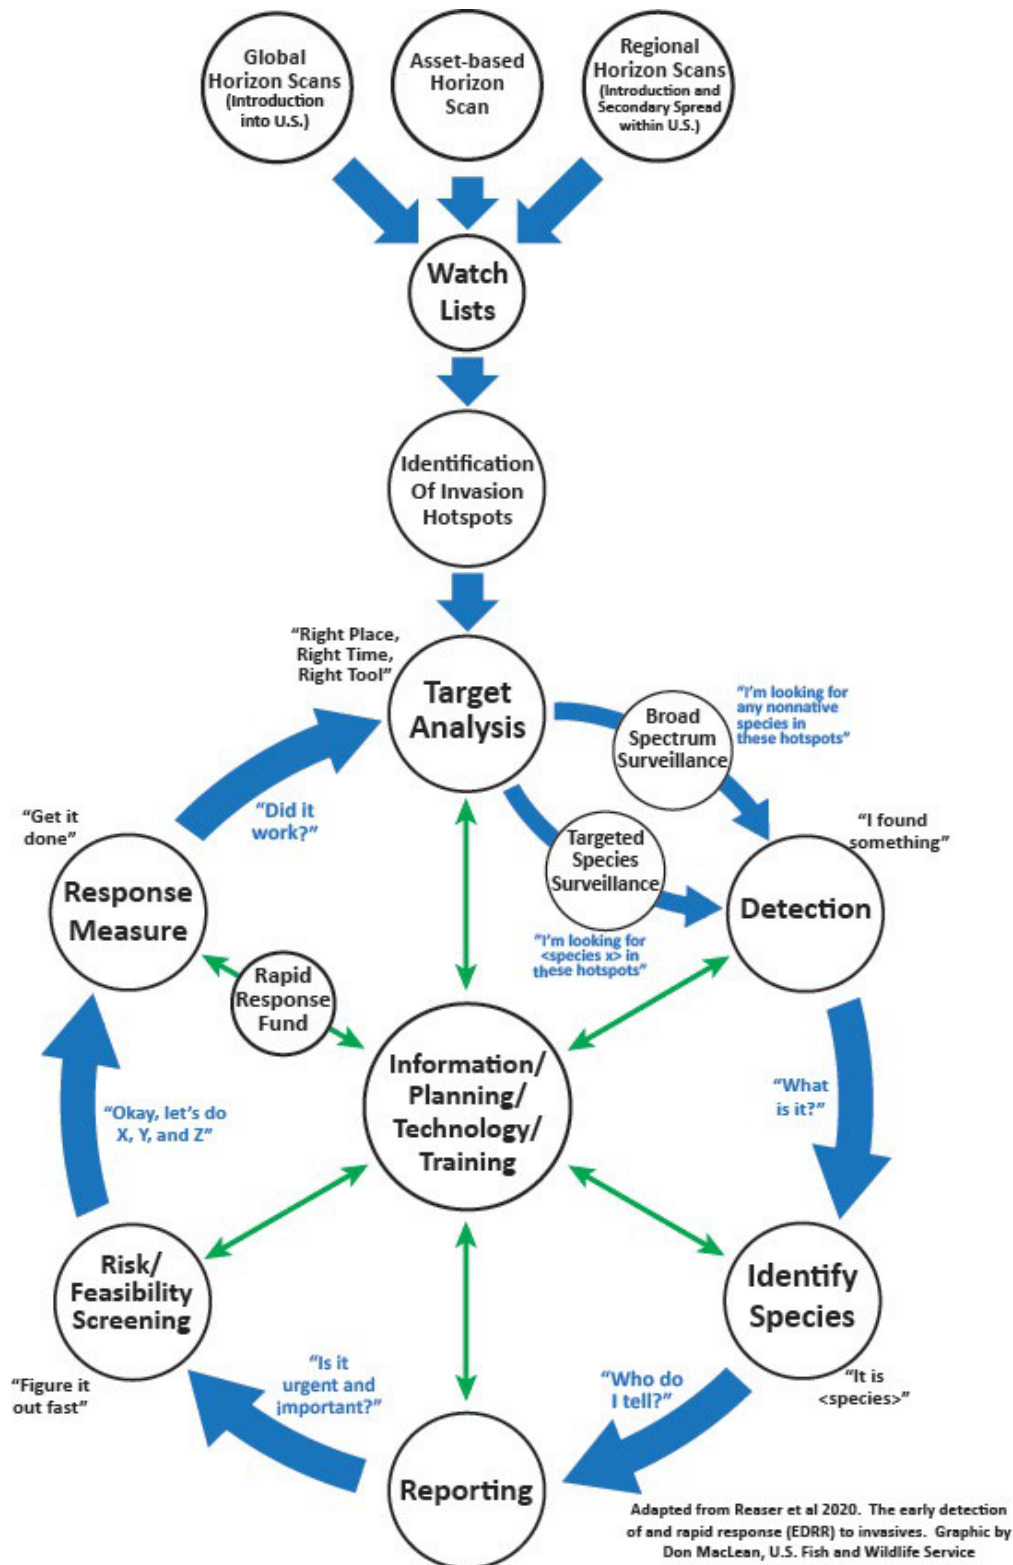 Global
Horizon Scans
(Introduction
into U.S.)
Asset-based
Horizon
Scan
Regional
Horizon Scans
(Introduction and
Secondary Spread
within U.S.)
Watch
Lists
Identification
Of Invasion
Hotspots
“Right Place,
Right Time,
Right Tool”
Target
Analysis
Broad
Spectrum
Surveillance
“I’m looking for
any nonnative
species in
these hotspots”
Targeted
Species
Surveillance
“I’m looking for
<species x> in
these hotspots”
“I found
something”
Detection
“What
is it?”
Identify
Species
“It is
<species>”
“Who do
I tell?”
Reporting
“Is it
urgent and
important?”
Risk/
Feasibility
Screening
“Figure it
out fast”
“Okay, let’s do
X, Y, and Z”
Response
Measure
“Get it
done”
“Did it
work?”
Rapid
Response
Fund
Information/
Planning/
Technology/
Training
Adapted from Reaser et al 2020. The early detection
of and rapid response (EDRR) to invasives. Graphic by
Don MacLean, U.S. Fish and Wildlife Service